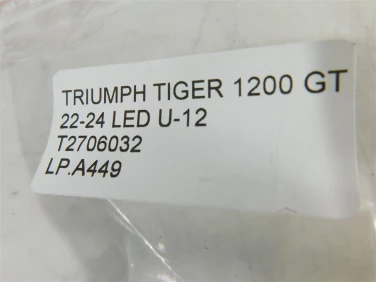 TRIUMPH TIGER 1200 GT
22-24 LED U-12
T2706032
LP.A449